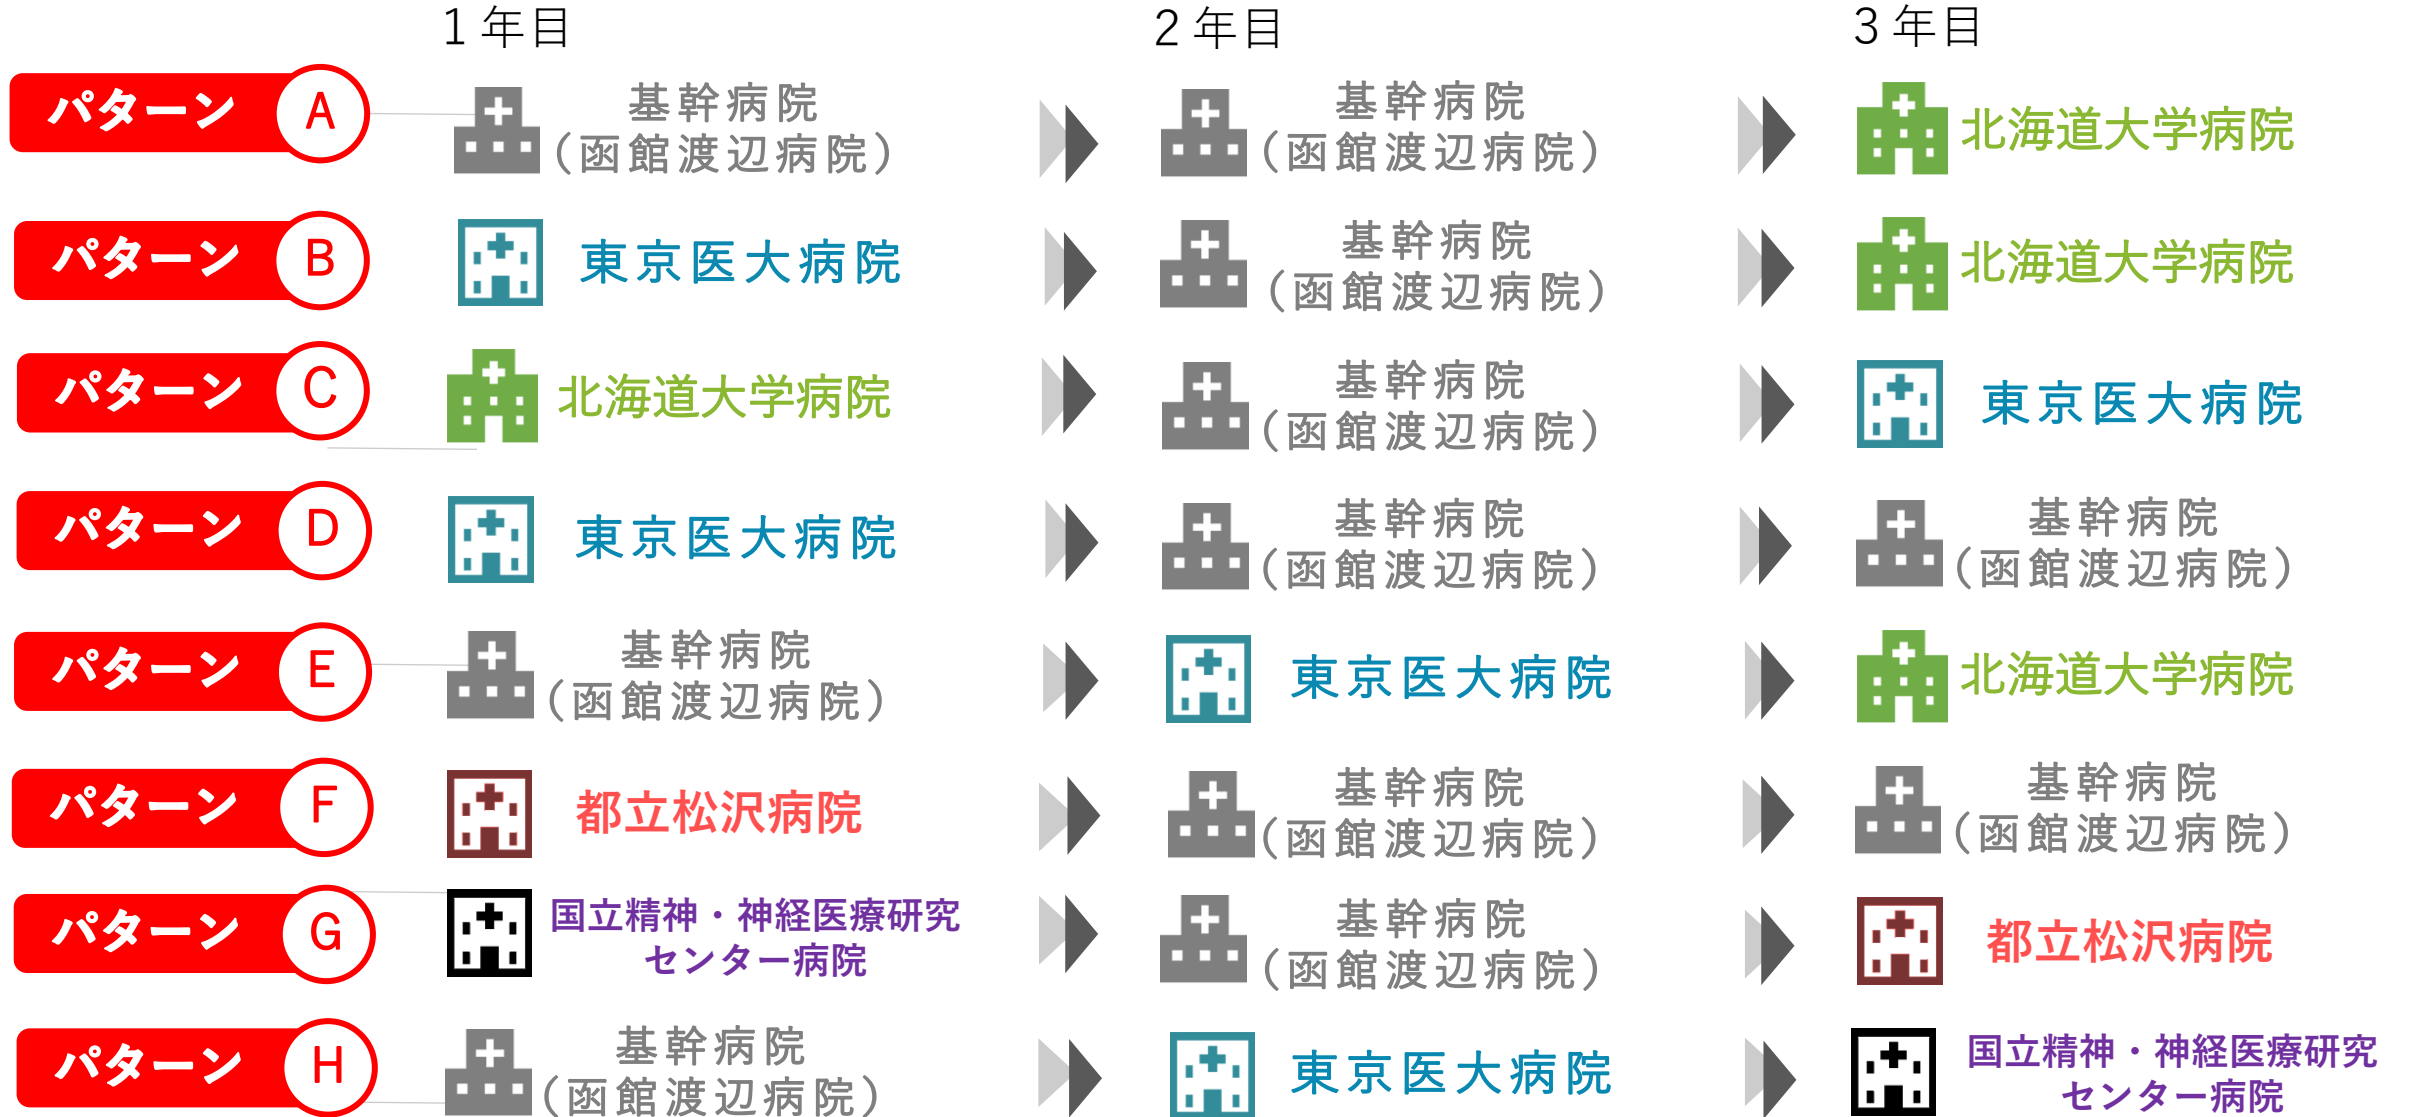 1年目
2年目
3年目
パターン A
基幹病院
(函館渡辺病院)
基幹病院
(函館渡辺病院)
北海道大学病院
パターン B
東京医大病院
基幹病院
(函館渡辺病院)
北海道大学病院
パターン C
北海道大学病院
基幹病院
(函館渡辺病院)
東京医大病院
パターン D
東京医大病院
基幹病院
(函館渡辺病院)
基幹病院
(函館渡辺病院)
パターン E
基幹病院
(函館渡辺病院)
東京医大病院
北海道大学病院
パターン F
都立松沢病院
基幹病院
(函館渡辺病院)
基幹病院
(函館渡辺病院)
パターン G
国立精神・神経医療研究
センター病院
基幹病院
(函館渡辺病院)
都立松沢病院
パターン H
基幹病院
(函館渡辺病院)
東京医大病院
国立精神・神経医療研究
センター病院